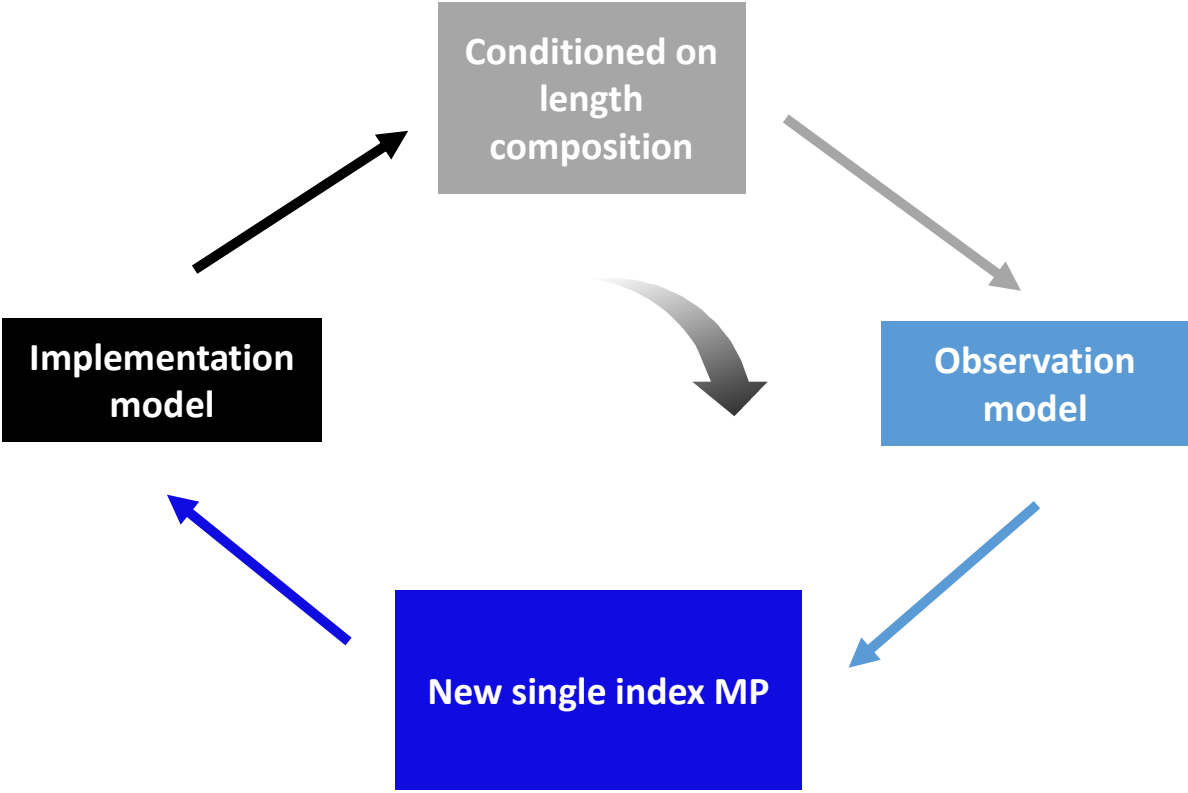 Conditioned on
length
composition
Implementation
model
Observation
model
New single index MP